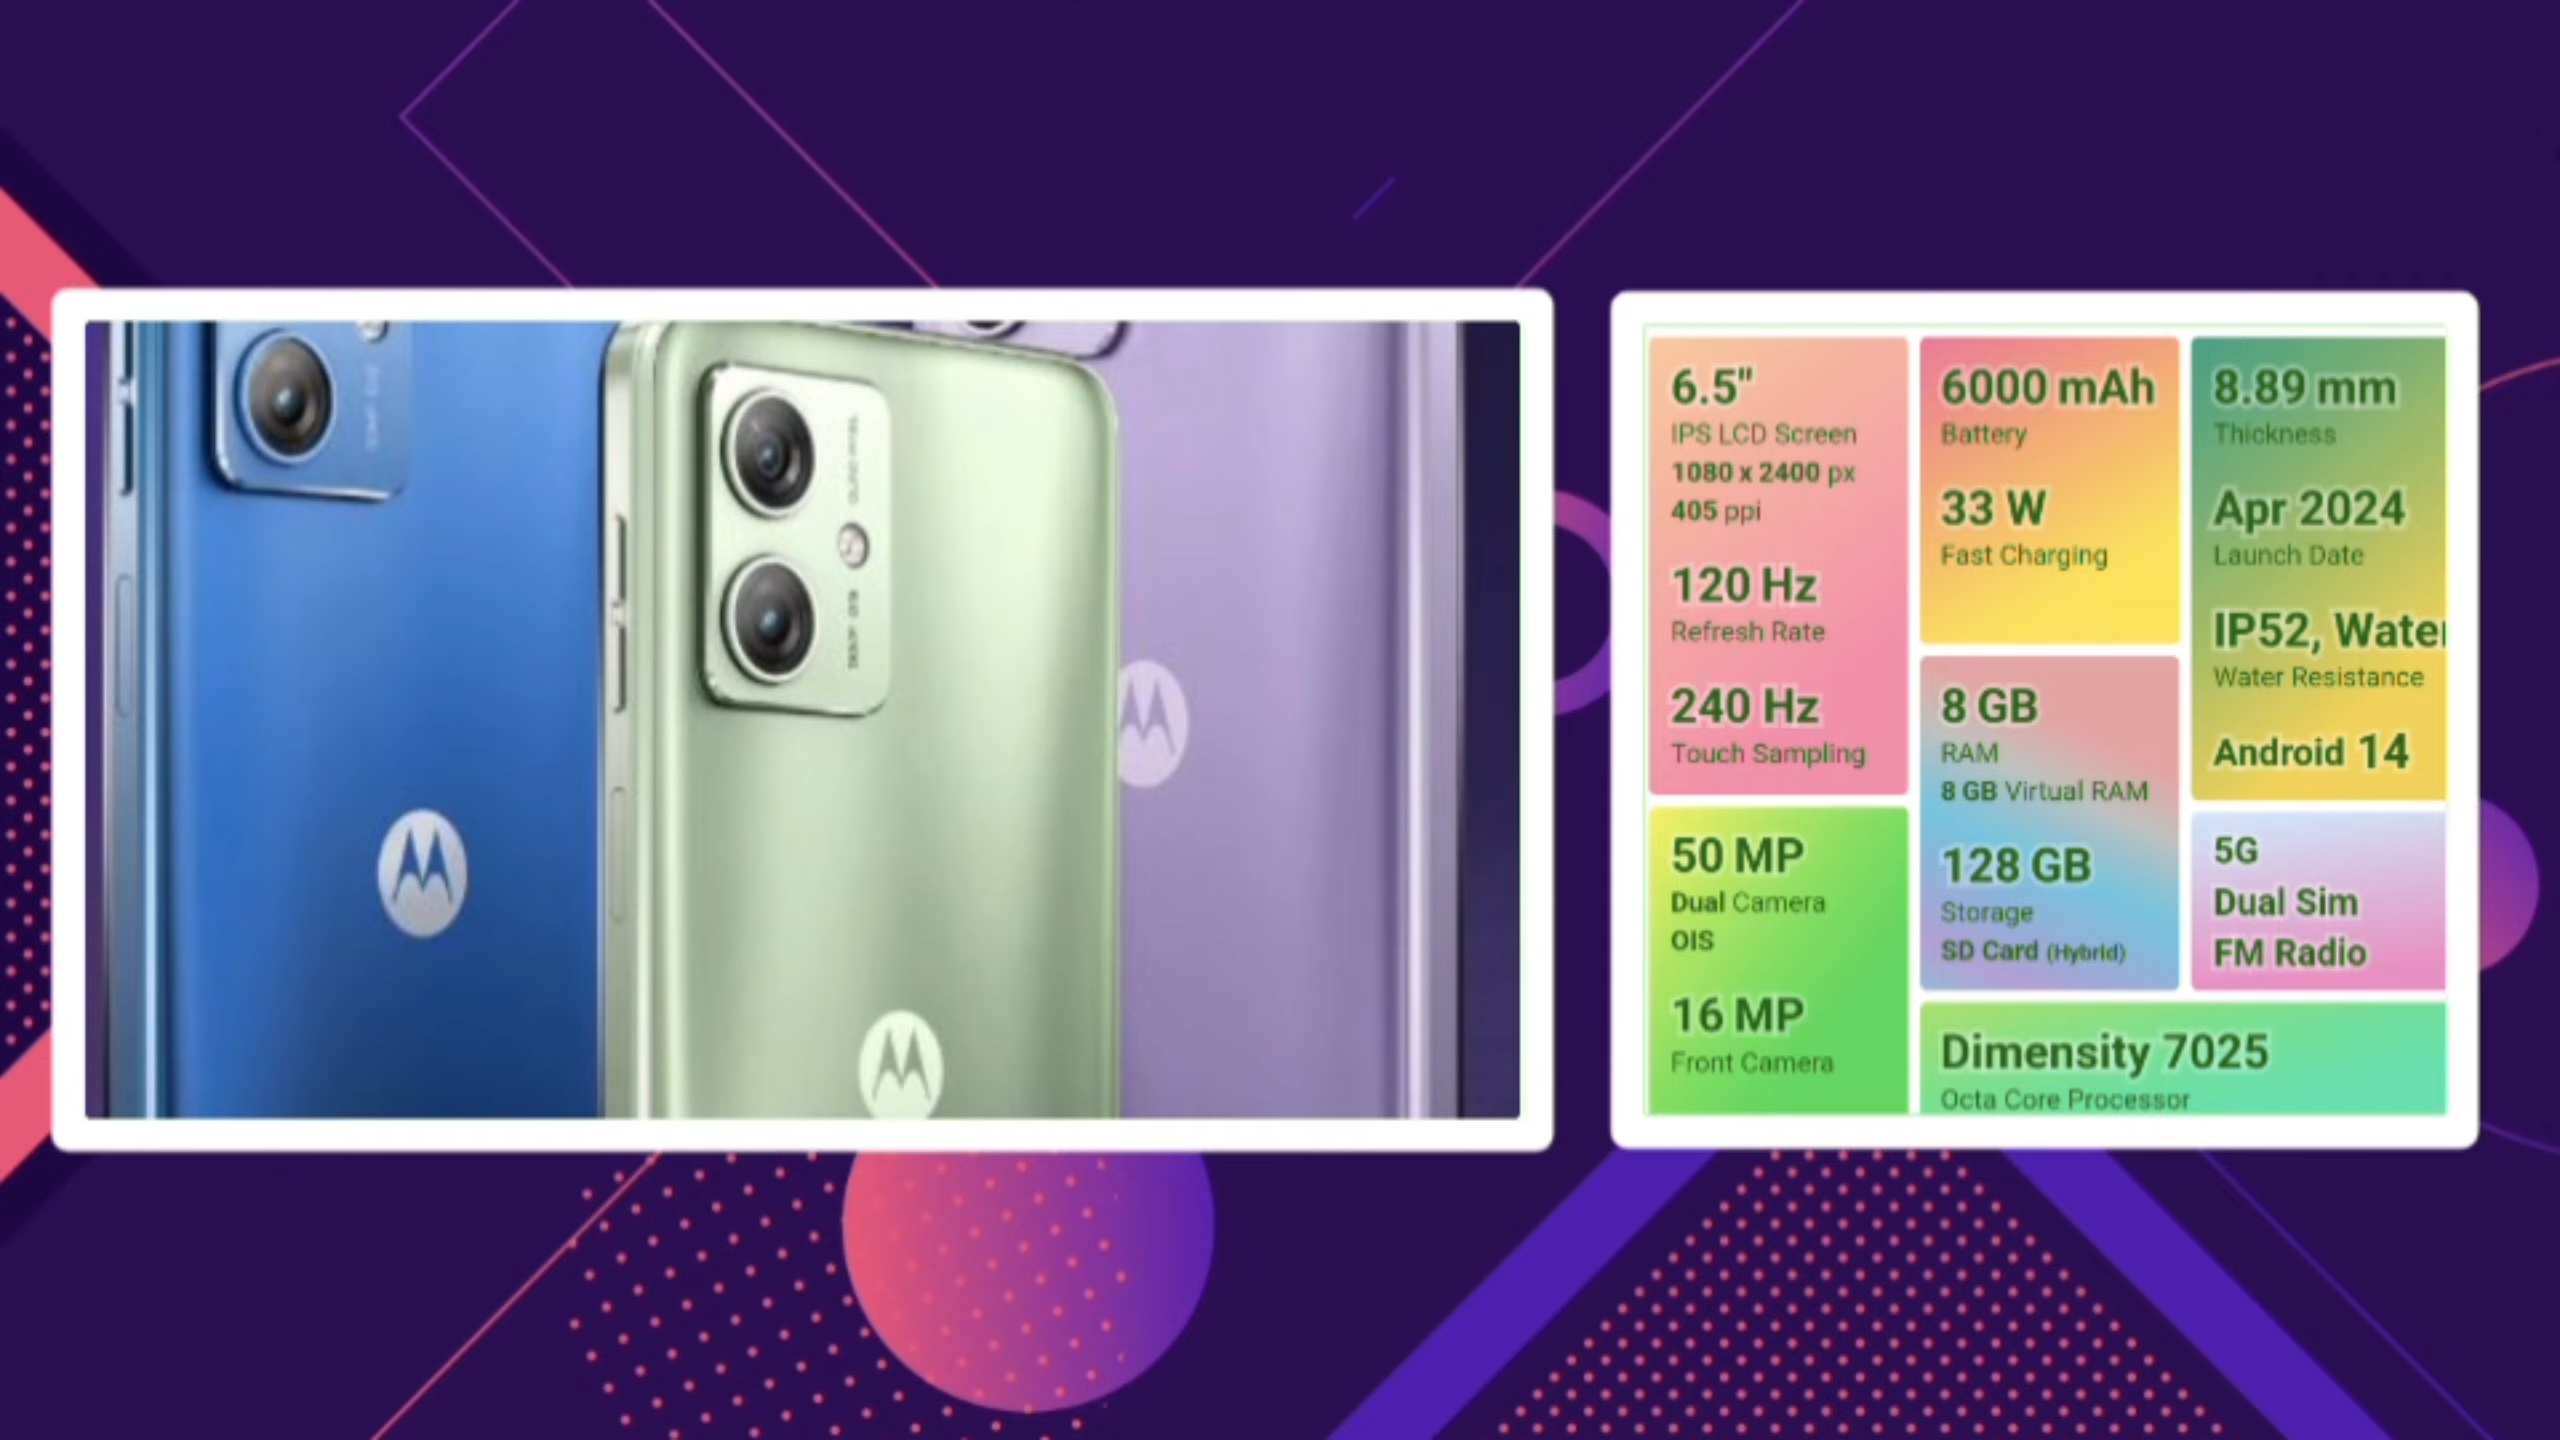 6.5"
IPS LCD Screen
1080 x 2400 px
405 ppi
120 Hz
Refresh Rate
240 Hz
Touch Sampling
50 MP
Dual Camera
OIS
16 MP
Front Camera
6000 mAh
Battery
33 W
Fast Charging
8 GB
RAM
8 GB Virtual RAM
128 GB
Storage
SD Card (Hybrid)
8.89 mm
Thickness
Apr 2024
Launch Date
IP52, Water
Water Resistance
Android 14
5G
Dual Sim
FM Radio
Dimensity 7025
Octa Core Processor